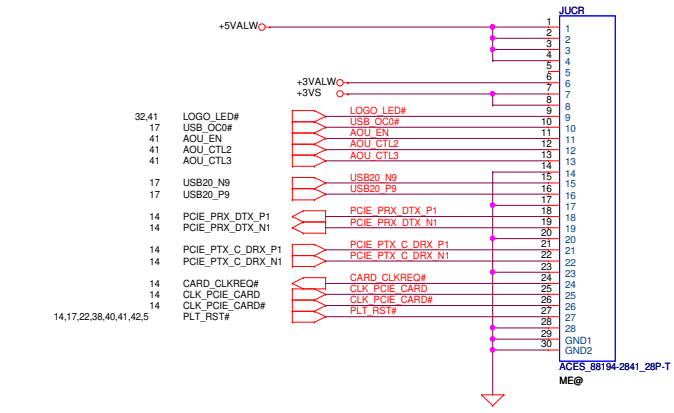 JUCR
+5VALW 1 1
2 2
3 3
4 4
5 5
+3VALW 6 6
+3VS 7 7
8 8
32,41 LOGO_LED# LOGO_LED# 9 9
17 USB_OC0# USB_OC0# 10 10
41 AOU_EN AOU_EN 11 11
41 AOU_CTL2 AOU_CTL2 12 12
41 AOU_CTL3 AOU_CTL3 13 13
14 14
17 USB20_N9 USB20_N9 15 15
17 USB20_P9 USB20_P9 16 16
17 17
14 PCIE_PRX_DTX_P1 PCIE_PRX_DTX_P1 18 18
14 PCIE_PRX_DTX_N1 PCIE_PRX_DTX_N1 19 19
20 20
14 PCIE_PTX_C_DRX_P1 PCIE_PTX_C_DRX_P1 21 21
14 PCIE_PTX_C_DRX_N1 PCIE_PTX_C_DRX_N1 22 22
23 23
14 CARD_CLKREQ# CARD_CLKREQ# 24 24
14 CLK_PCIE_CARD CLK_PCIE_CARD 25 25
14 CLK_PCIE_CARD# CLK_PCIE_CARD# 26 26
14,17,22,38,40,41,42,5 PLT_RST# PLT_RST# 27 27
28 28
29 GND1
30 GND2
ACES_88194-2841_28P-T
ME@